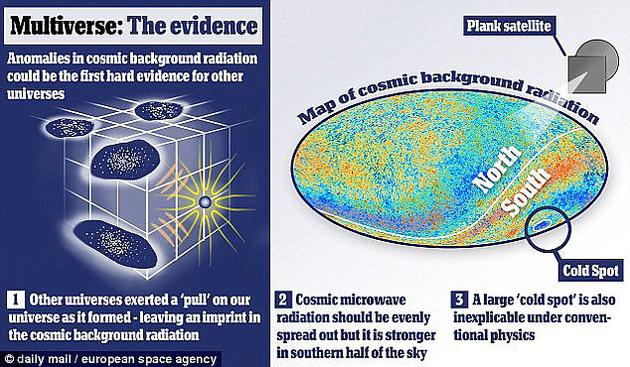 Multiverse: The evidence
Anomalies in cosmic background radiation
could be the first hard evidence for other
universes
1 Other universes exerted a 'pull' on our
universe as it formed - leaving an imprint in
the cosmic background radiation
© daily mail / european space agency
Plank satellite
Map of cosmic background radiation
North
South
Cold Spot
2 Cosmic microwave
radiation should be evenly
spread out but it is stronger
in southern half of the sky
3 A large 'cold spot' is also
inexplicable under conven-
tional physics